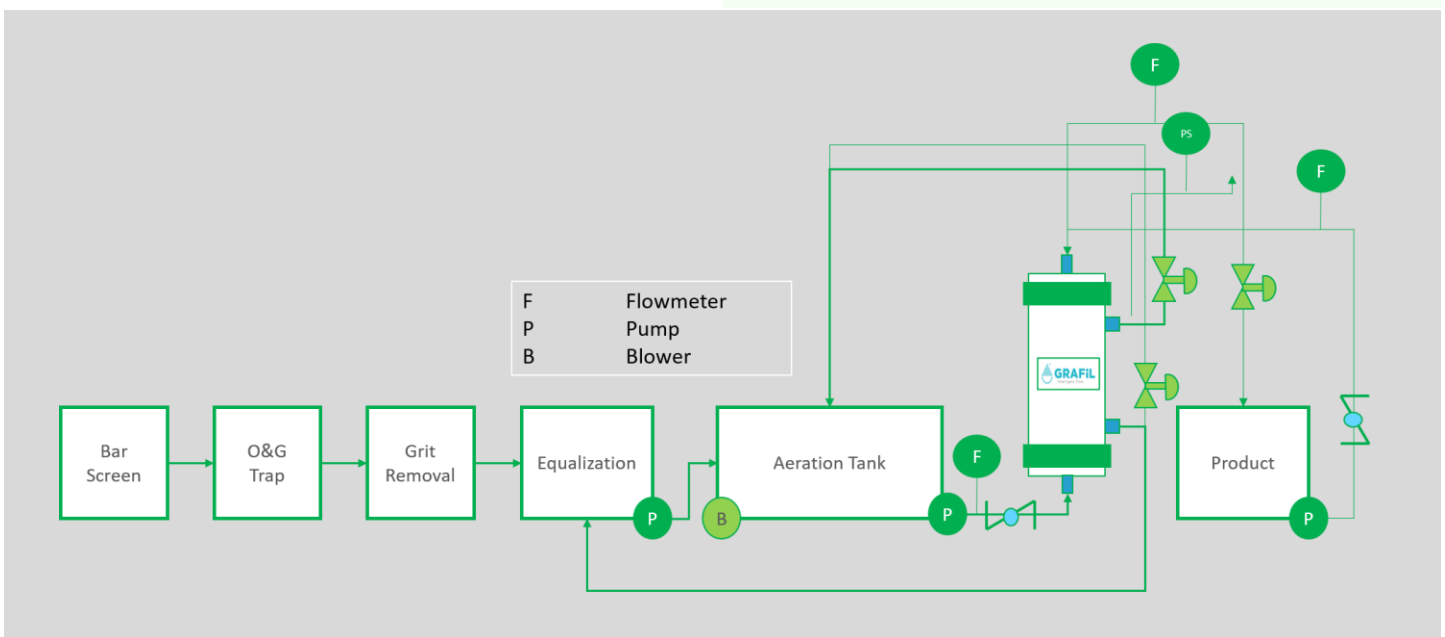 F
PS
F
F Flowmeter
P Pump
B Blower
GRAFiL
Bar
Screen
O&G
Trap
Grit
Removal
Equalization
P
Aeration Tank
B
P
F
Product
P